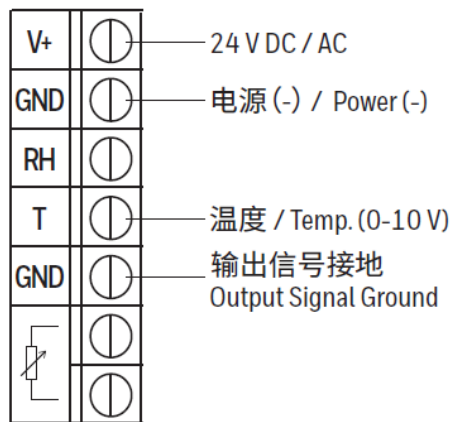 V+ 24 V DC / AC
GND 电源 (-) / Power (-)
RH
T 温度 / Temp. (0-10 V)
GND 输出信号接地
Output Signal Ground